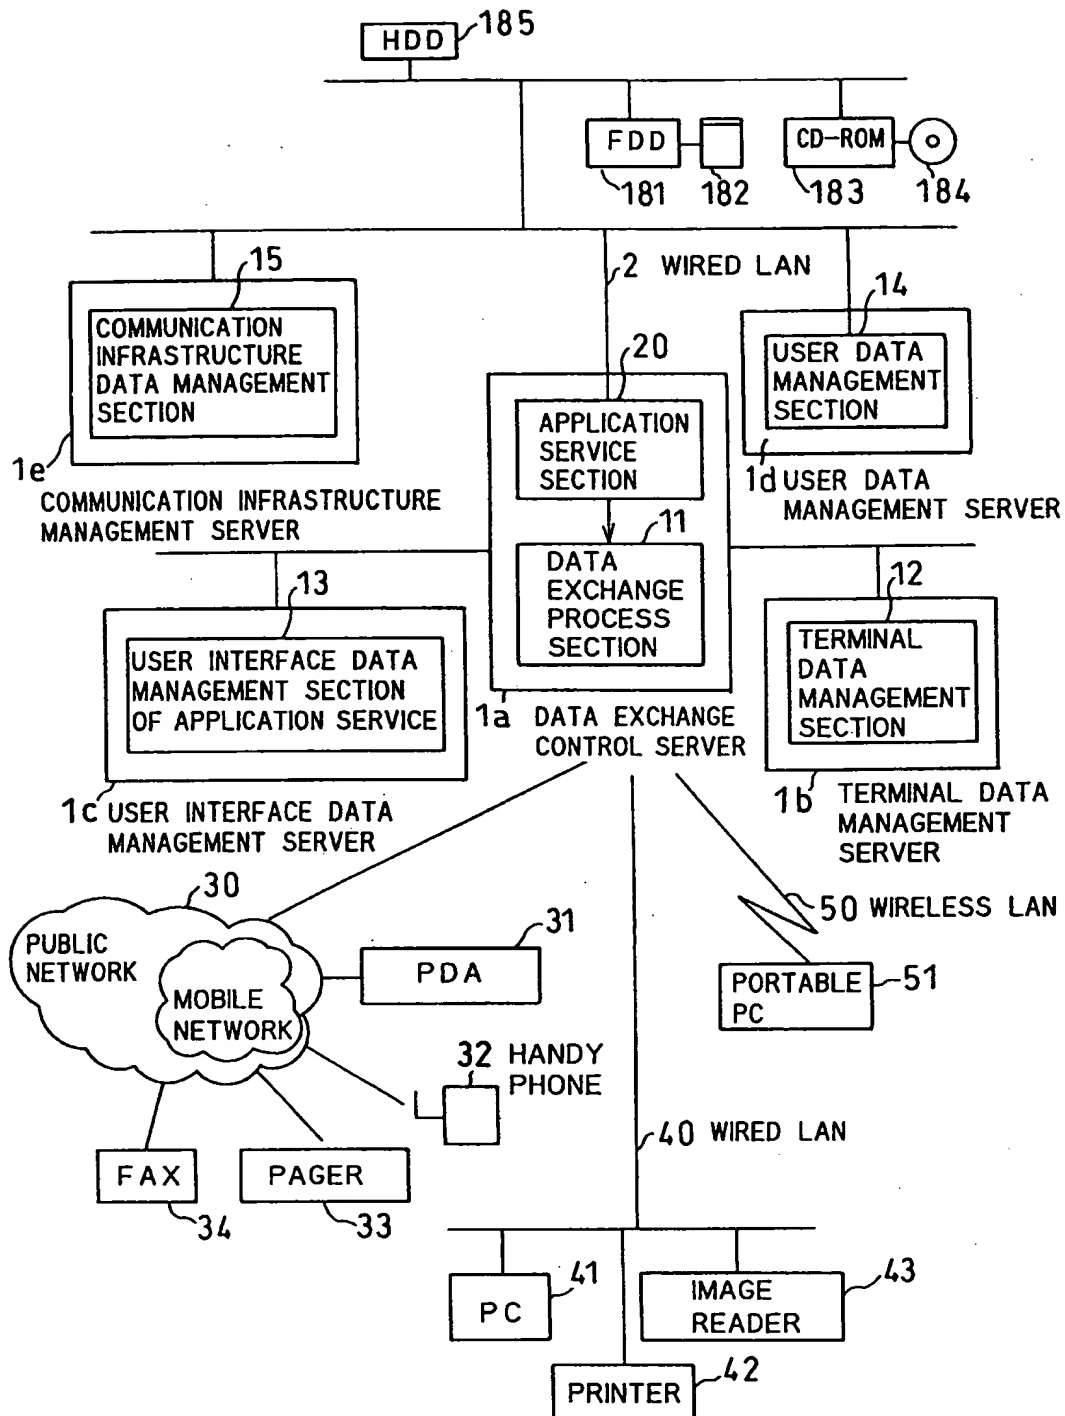 HDD
185
FDD
CD-ROM
181
182
183
184
2 WIRED LAN
15
COMMUNICATION
INFRASTRUCTURE
DATA MANAGEMENT
SECTION
1e
COMMUNICATION INFRASTRUCTURE
MANAGEMENT SERVER
20
APPLICATION
SERVICE
SECTION
14
USER DATA
MANAGEMENT
SECTION
1d USER DATA
MANAGEMENT SERVER
11
DATA
EXCHANGE
PROCESS
SECTION
1a DATA EXCHANGE
CONTROL SERVER
13
USER INTERFACE DATA
MANAGEMENT SECTION
OF APPLICATION SERVICE
1c USER INTERFACE DATA
MANAGEMENT SERVER
12
TERMINAL
DATA
MANAGEMENT
SECTION
1b TERMINAL DATA
MANAGEMENT
SERVER
30
PUBLIC
NETWORK
MOBILE
NETWORK
31
PDA
50 WIRELESS LAN
PORTABLE
PC
51
32 HANDY
PHONE
40 WIRED LAN
FAX
34
PAGER
33
PC
41
IMAGE
READER
43
PRINTER
42